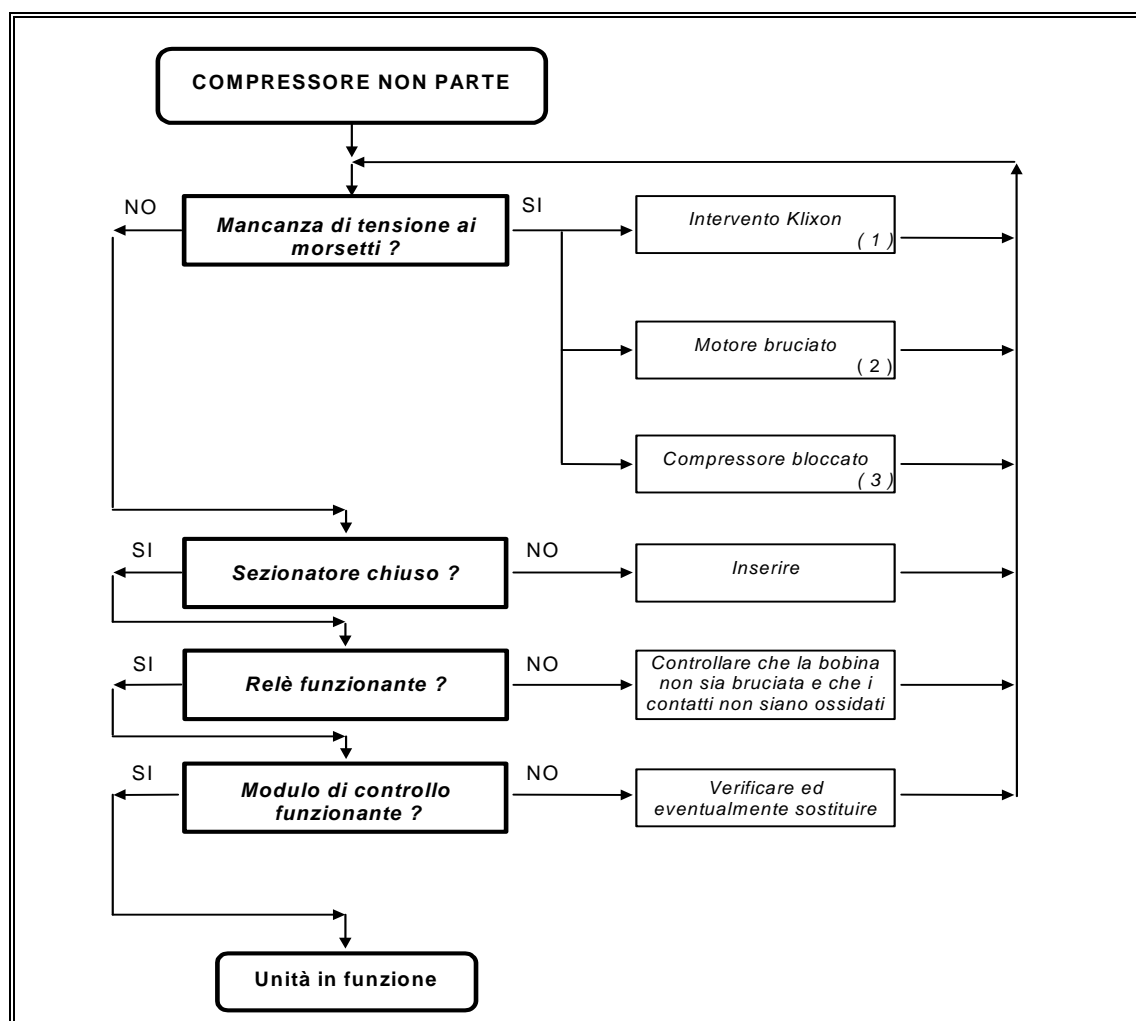 COMPRESSORE NON PARTE
NO
Mancanza di tensione ai
morsetti ?
SI
Intervento Klixon
( 1 )
Motore bruciato
( 2 )
Compressore bloccato
( 3 )
SI
Sezionatore chiuso ?
NO
Inserire
SI
Relè funzionante ?
NO
Controllare che la bobina
non sia bruciata e che i
contatti non siano ossidati
SI
Modulo di controllo
funzionante ?
NO
Verificare ed
eventualmente sostituire
Unità in funzione